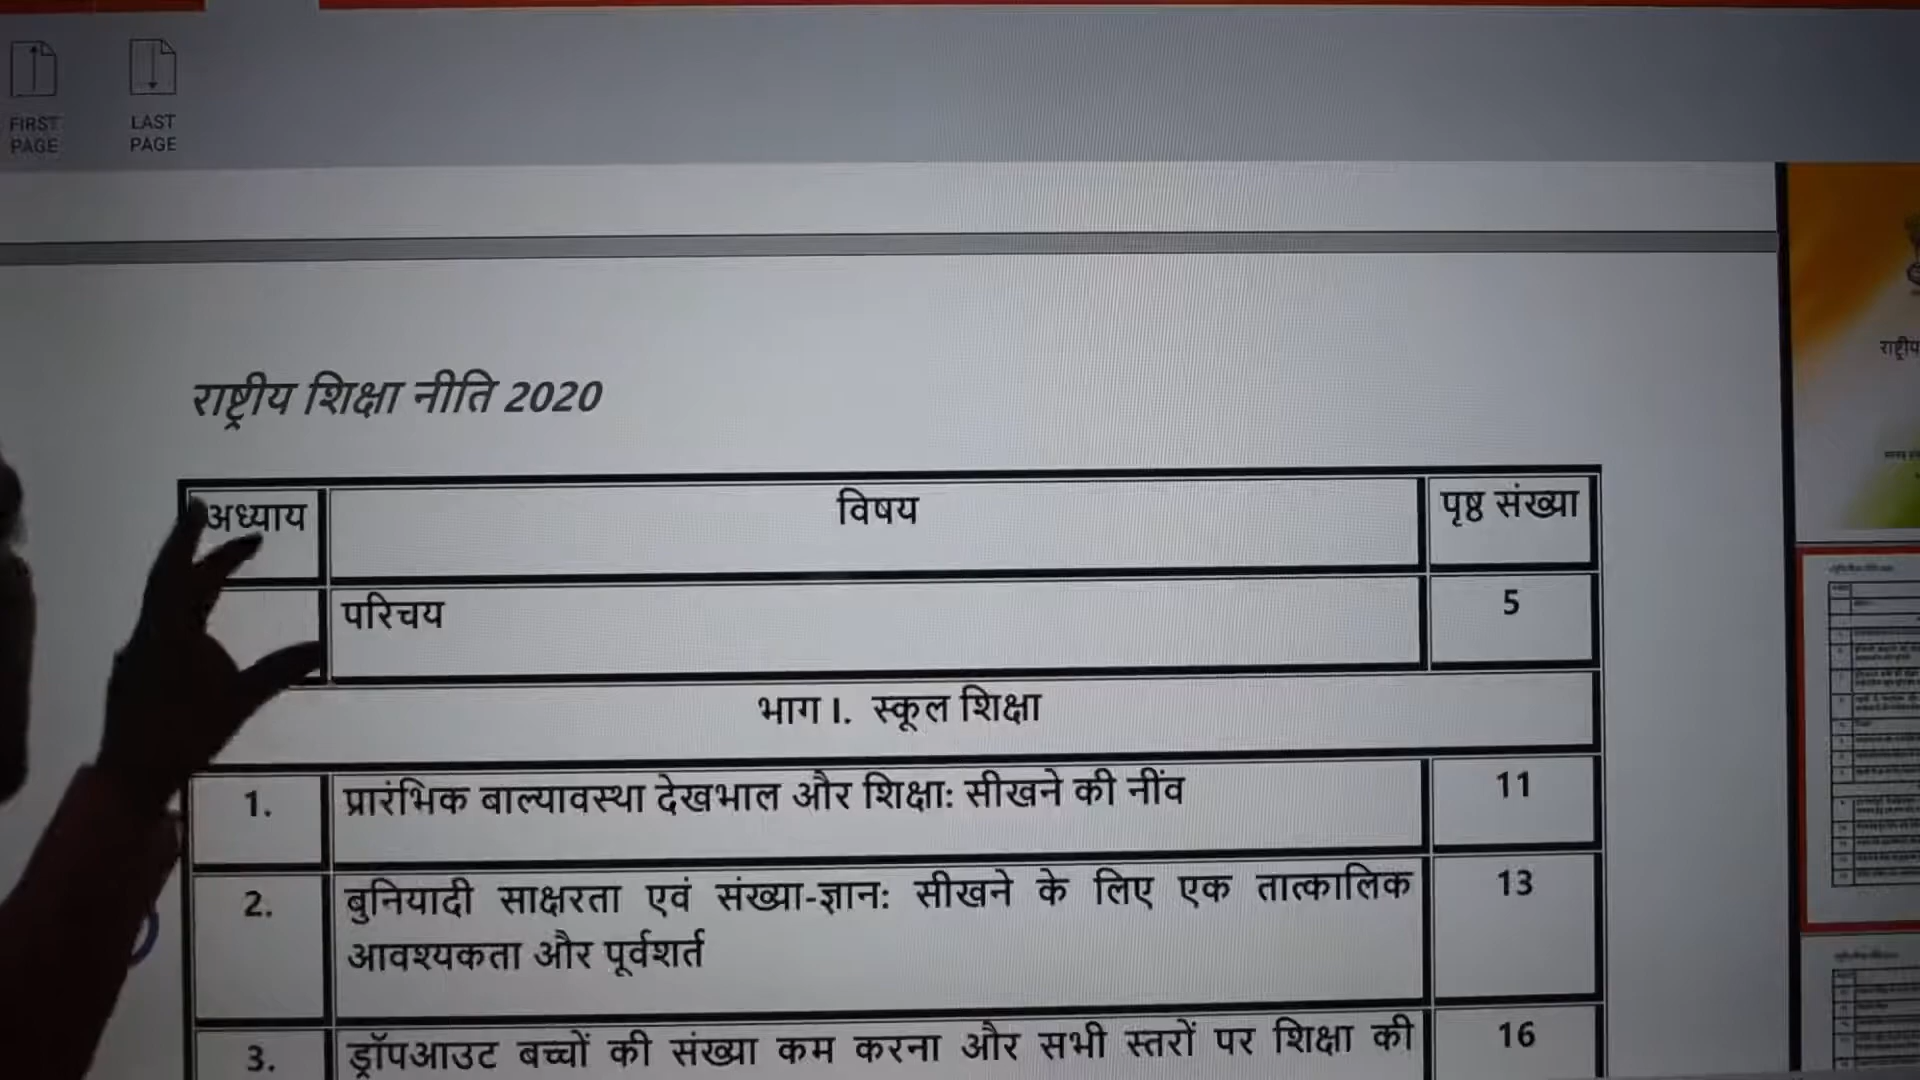 FIRST PAGE
LAST PAGE
राष्ट्रीय शिक्षा नीति 2020
अध्याय विषय पृष्ठ संख्या
परिचय 5
भाग I. स्कूल शिक्षा
1. प्रारंभिक बाल्यावस्था देखभाल और शिक्षा: सीखने की नींव 11
2. बुनियादी साक्षरता एवं संख्या-ज्ञान: सीखने के लिए एक तात्कालिक 13
आवश्यकता और पूर्वशर्त
3. ड्रॉपआउट बच्चों की संख्या कम करना और सभी स्तरों पर शिक्षा की 16